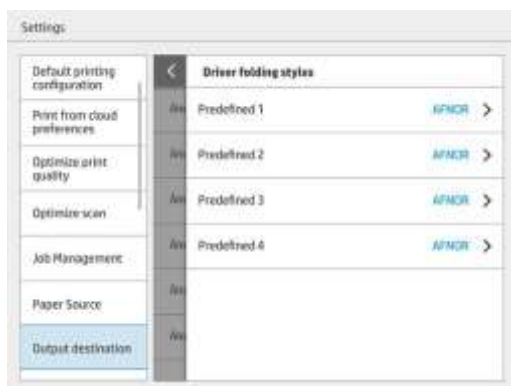 Settings
Default printing
configuration
Print from cloud
preferences
Optimize print
quality
Optimize scan
Job Management
Paper Source
Output destination
Driver folding styles
Predefined 1 AFNOR
Predefined 2 AFNOR
Predefined 3 AFNOR
Predefined 4 AFNOR